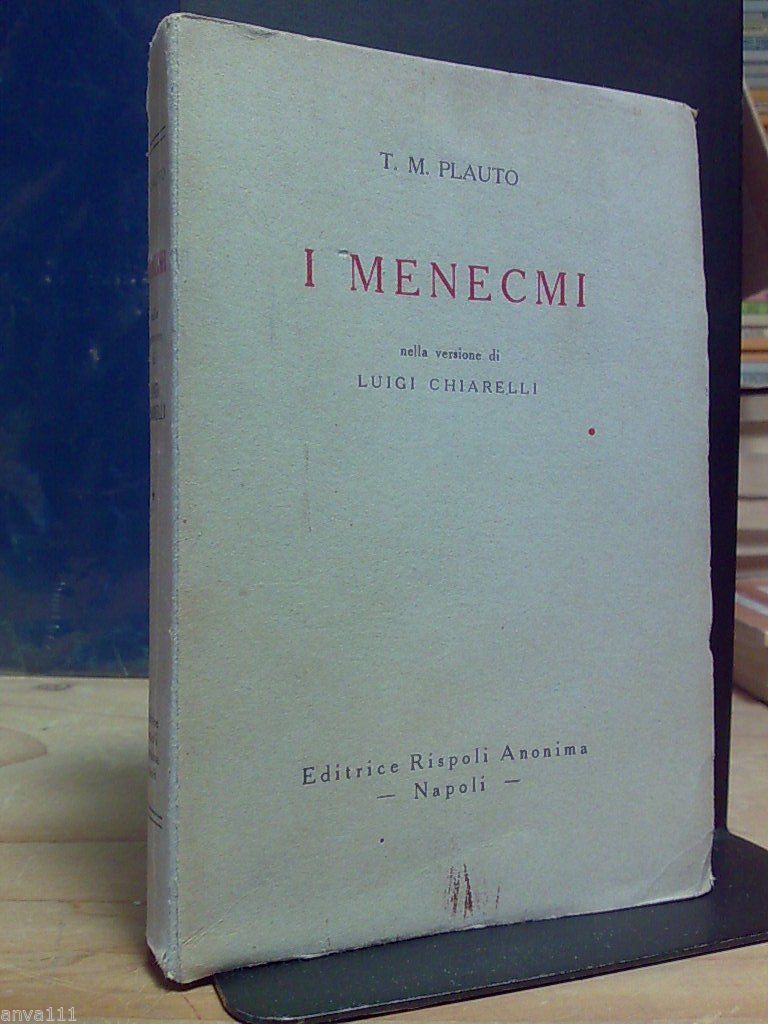 T. M. PLAUTO
I MENECMI
nella versione di
LUIGI CHIARELLI
Editrice Rispoli Anonima
— Napoli —
anva111